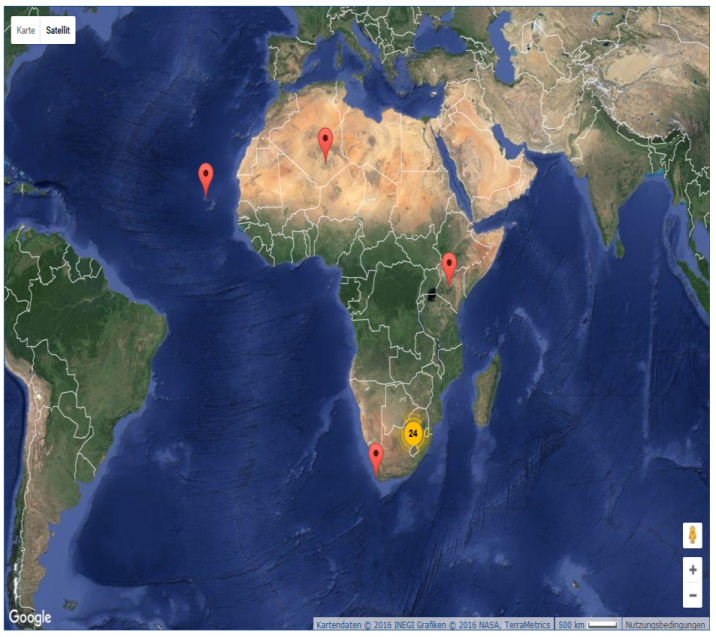 Karte Satellit
24
Google
Kartendaten © 2016 INEGI Grafiken © 2016 NASA, TerraMetrics 500 km Nutzungsbedingungen